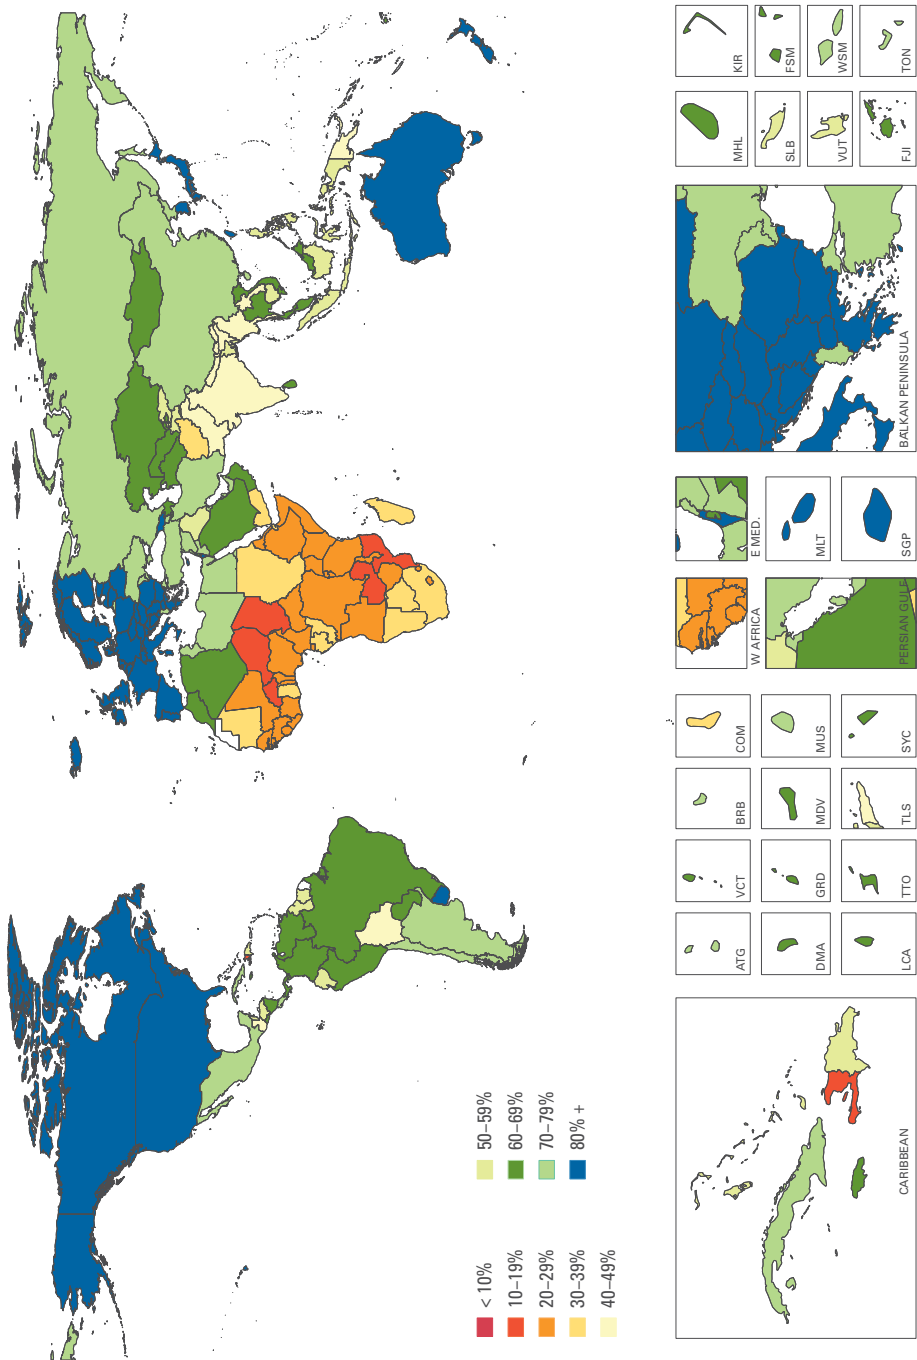 < 10%
10–19%
20–29%
30–39%
40–49%
50–59%
60–69%
70–79%
80% +
CARIBBEAN
ATG
VCT
BRB
COM
DMA
GRD
MDV
MUS
LCA
TTO
TLS
SYC
W AFRICA
E MED.
PERSIAN GULF
MLT
SGP
BALKAN PENINSULA
MHL
KIR
SLB
FSM
VUT
WSM
FJI
TON